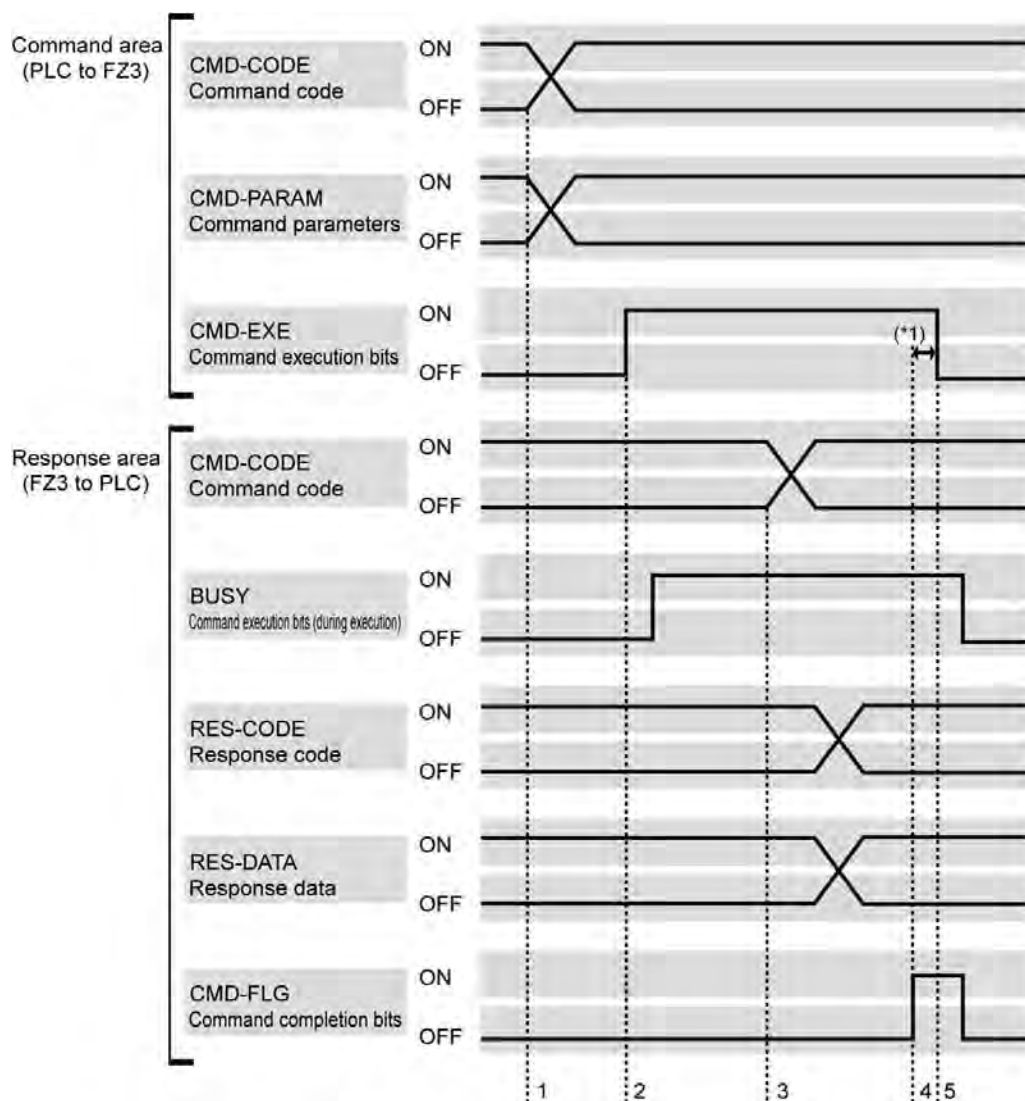 Command area
(PLC to FZ3)
CMD-CODE
Command code
ON
OFF
CMD-PARAM
Command parameters
ON
OFF
CMD-EXE
Command execution bits
ON
OFF
(*1)
Response area
(FZ3 to PLC)
CMD-CODE
Command code
ON
OFF
BUSY
Command execution bits (during execution)
ON
OFF
RES-CODE
Response code
ON
OFF
RES-DATA
Response data
ON
OFF
CMD-FLG
Command completion bits
ON
OFF
1 2 3 4 5